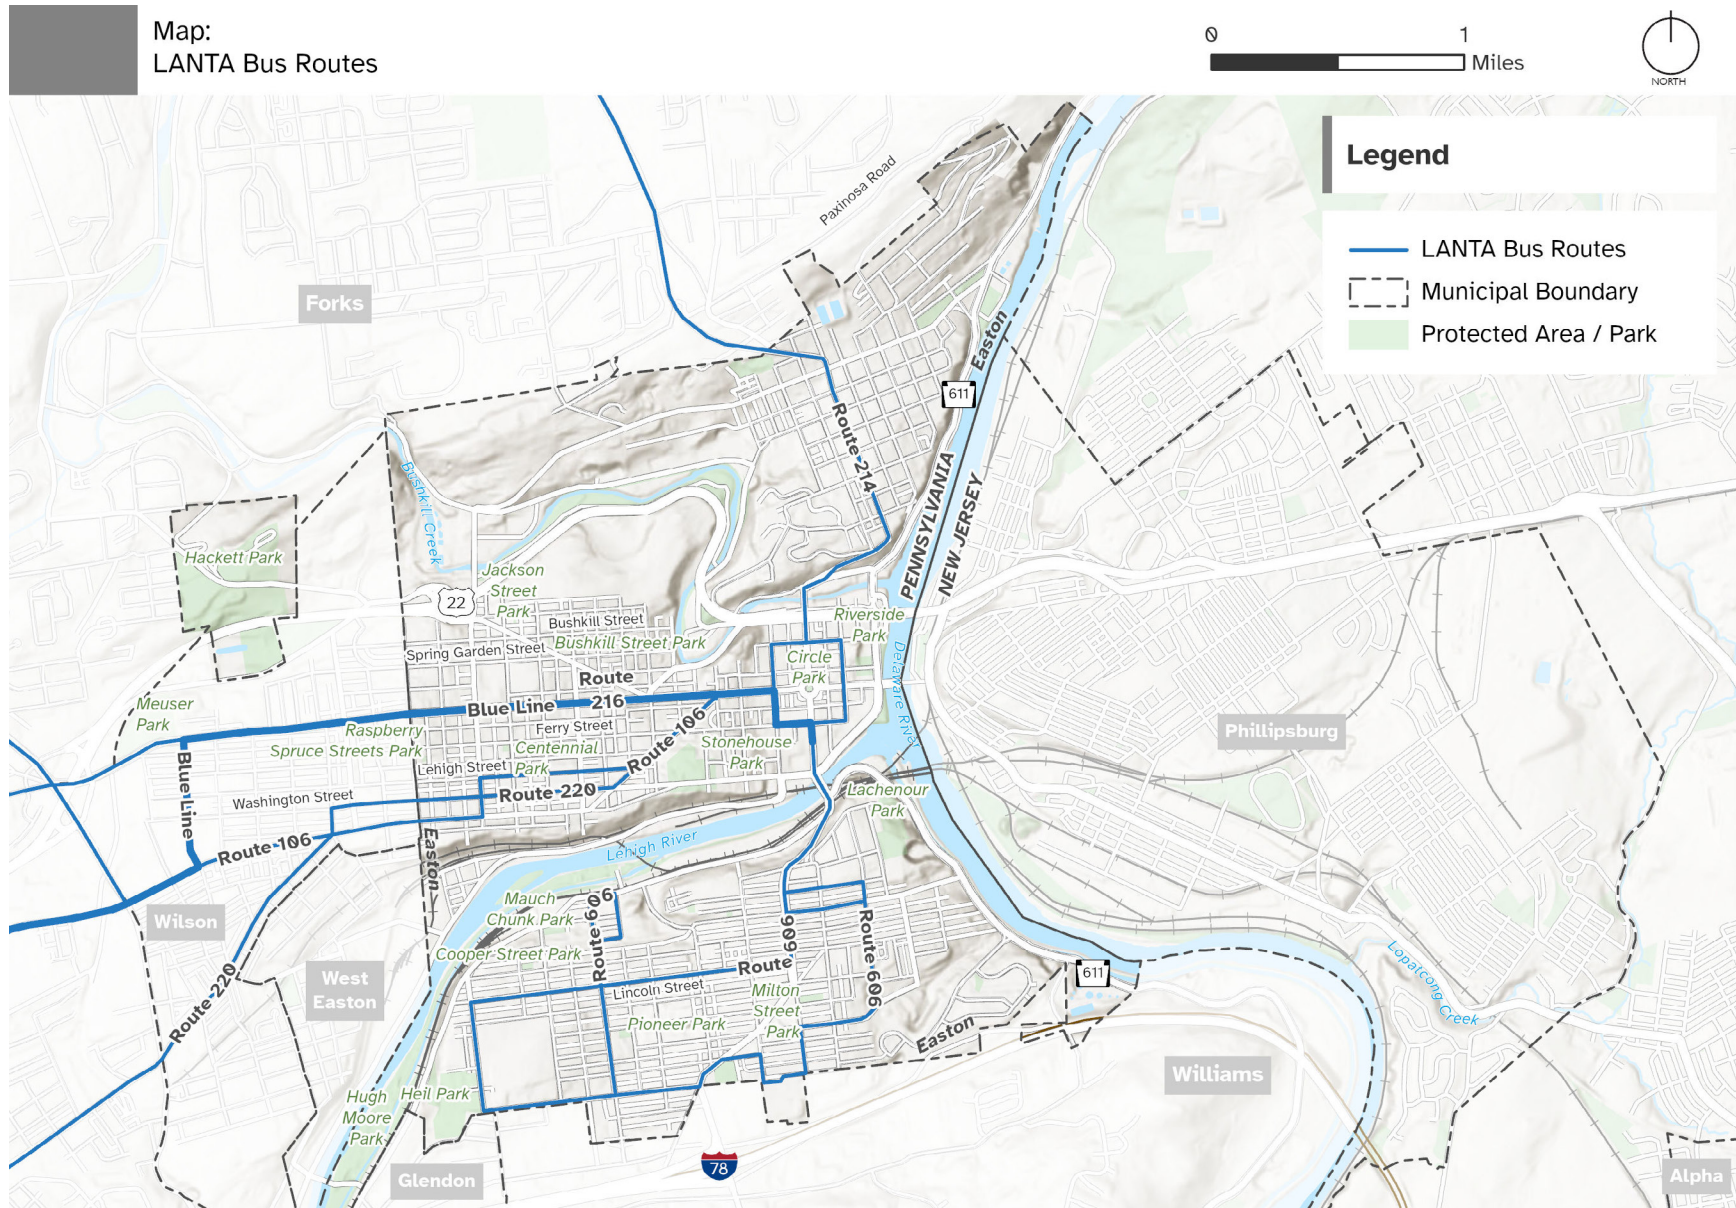 Map:
LANTA Bus Routes
0
1
Miles
NORTH
Legend
LANTA Bus Routes
Municipal Boundary
Protected Area / Park
Paxinosa Road
Forks
Easton
611
Route 214
PENNSYLVANIA
NEW JERSEY
Bushkill Creek
Hackett Park
Jackson
Street
Park
22
Bushkill Street
Bushkill Street Park
Spring Garden Street
Riverside
Park
Circle
Park
Delaware River
Route
Blue Line
216
Meuser
Park
Raspberry
Spruce Streets Park
Ferry Street
Centennial
Park
Route 106
Stonehouse
Park
Phillipsburg
Lehigh Street
Blue Line
Washington Street
Route 220
Lachenour
Park
Route 106
Easton
Lehigh River
Wilson
Mauch
Chunk Park
Route 606
Cooper Street Park
Route 606
Route 606
Lincoln Street
Milton
Street
Park
Pioneer Park
West
Easton
Route 220
Easton
611
Lopatcong Creek
Williams
Hugh
Moore
Park
Heil Park
Glendon
78
Alpha